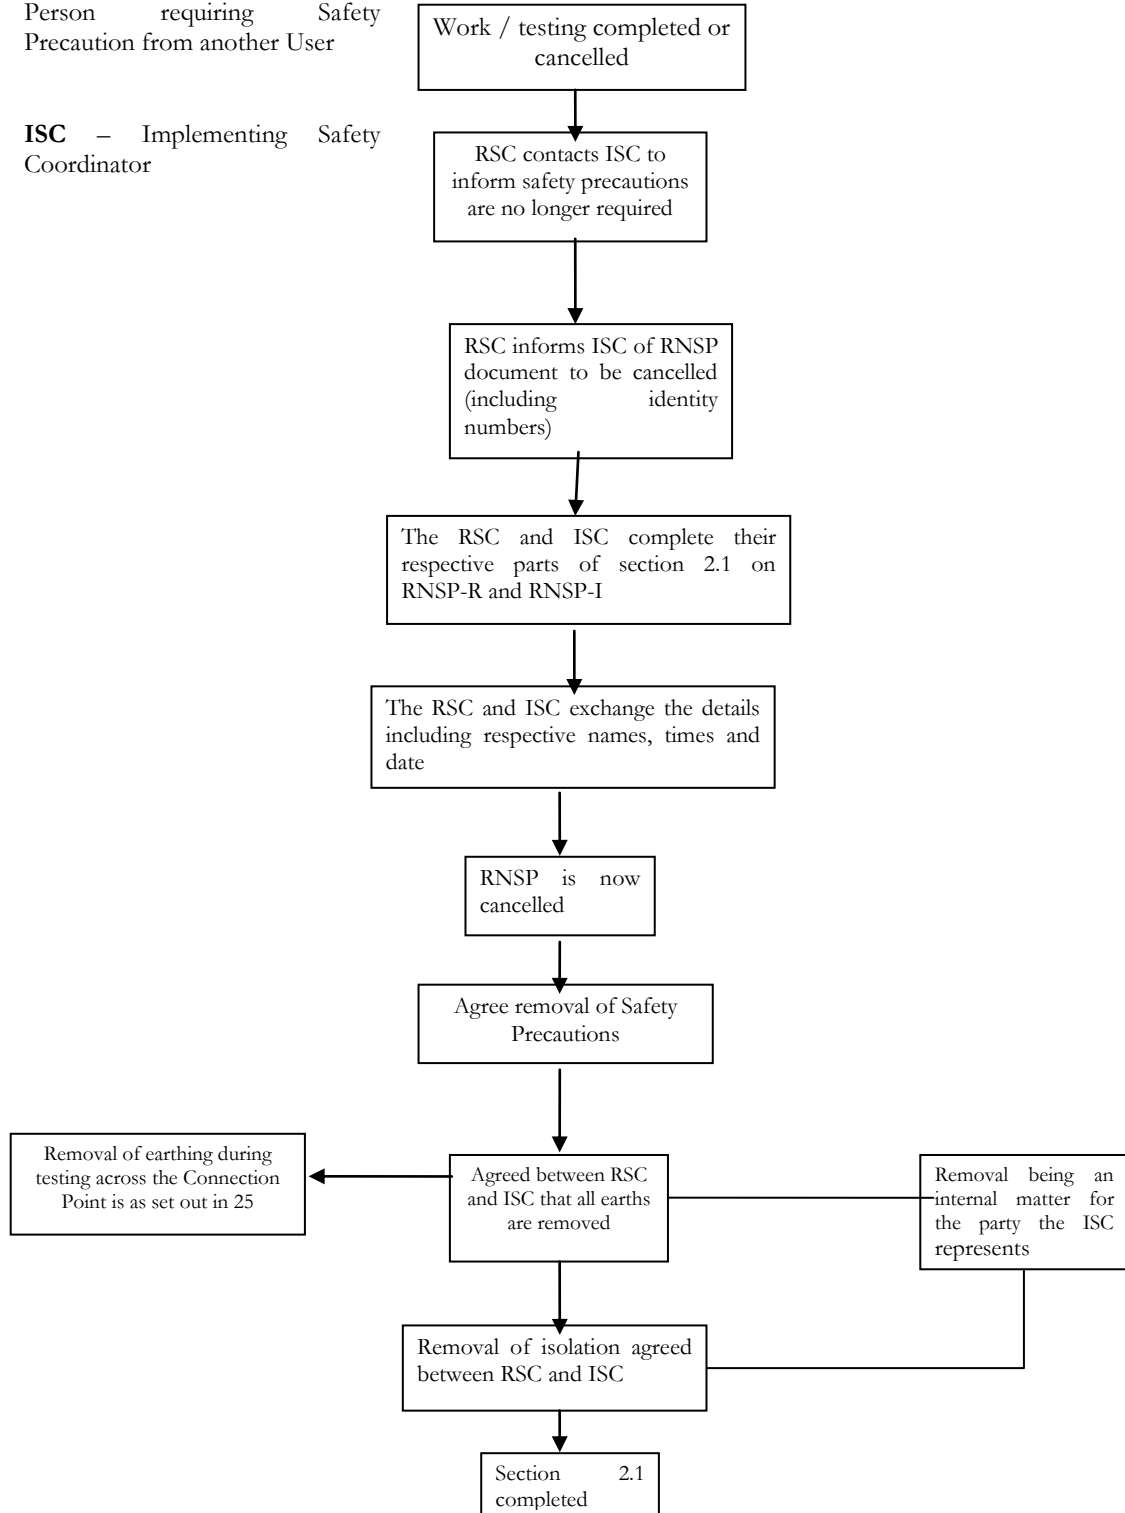 Person requiring Safety
Precaution from another User
Work / testing completed or
cancelled
ISC – Implementing Safety
Coordinator
RSC contacts ISC to
inform safety precautions
are no longer required
RSC informs ISC of RNSP
document to be cancelled
(including identity
numbers)
The RSC and ISC complete their
respective parts of section 2.1 on
RNSP-R and RNSP-I
The RSC and ISC exchange the details
including respective names, times and
date
RNSP is now
cancelled
Agree removal of Safety
Precautions
Removal of earthing during
testing across the Connection
Point is as set out in 25
Agreed between RSC
and ISC that all earths
are removed
Removal being an
internal matter for
the party the ISC
represents
Removal of isolation agreed
between RSC and ISC
Section 2.1
completed